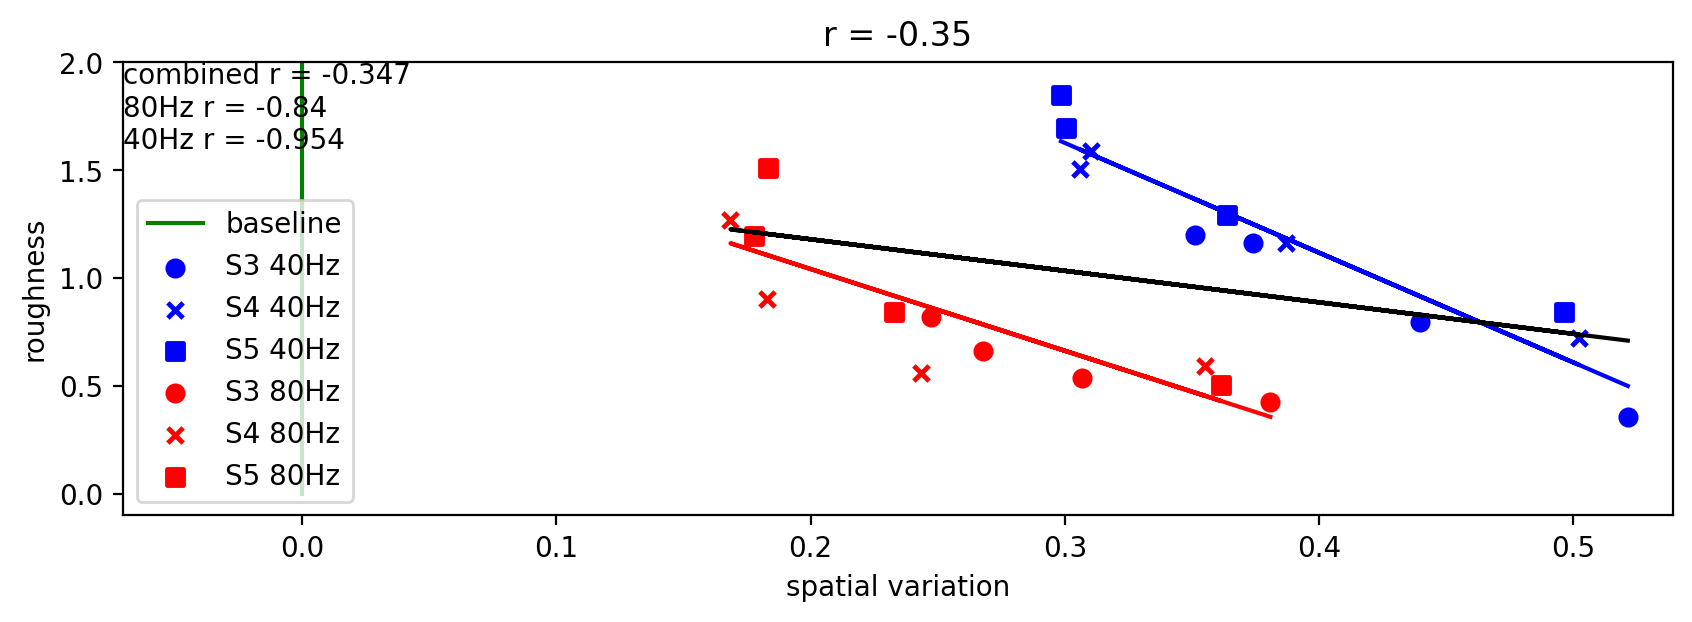 r = -0.35
combined r = -0.347
80Hz r = -0.84
40Hz r = -0.954
baseline
S3 40Hz
S4 40Hz
S5 40Hz
S3 80Hz
S4 80Hz
S5 80Hz
roughness
2.0
1.5
1.0
0.5
0.0
0.0 0.1 0.2 0.3 0.4 0.5
spatial variation